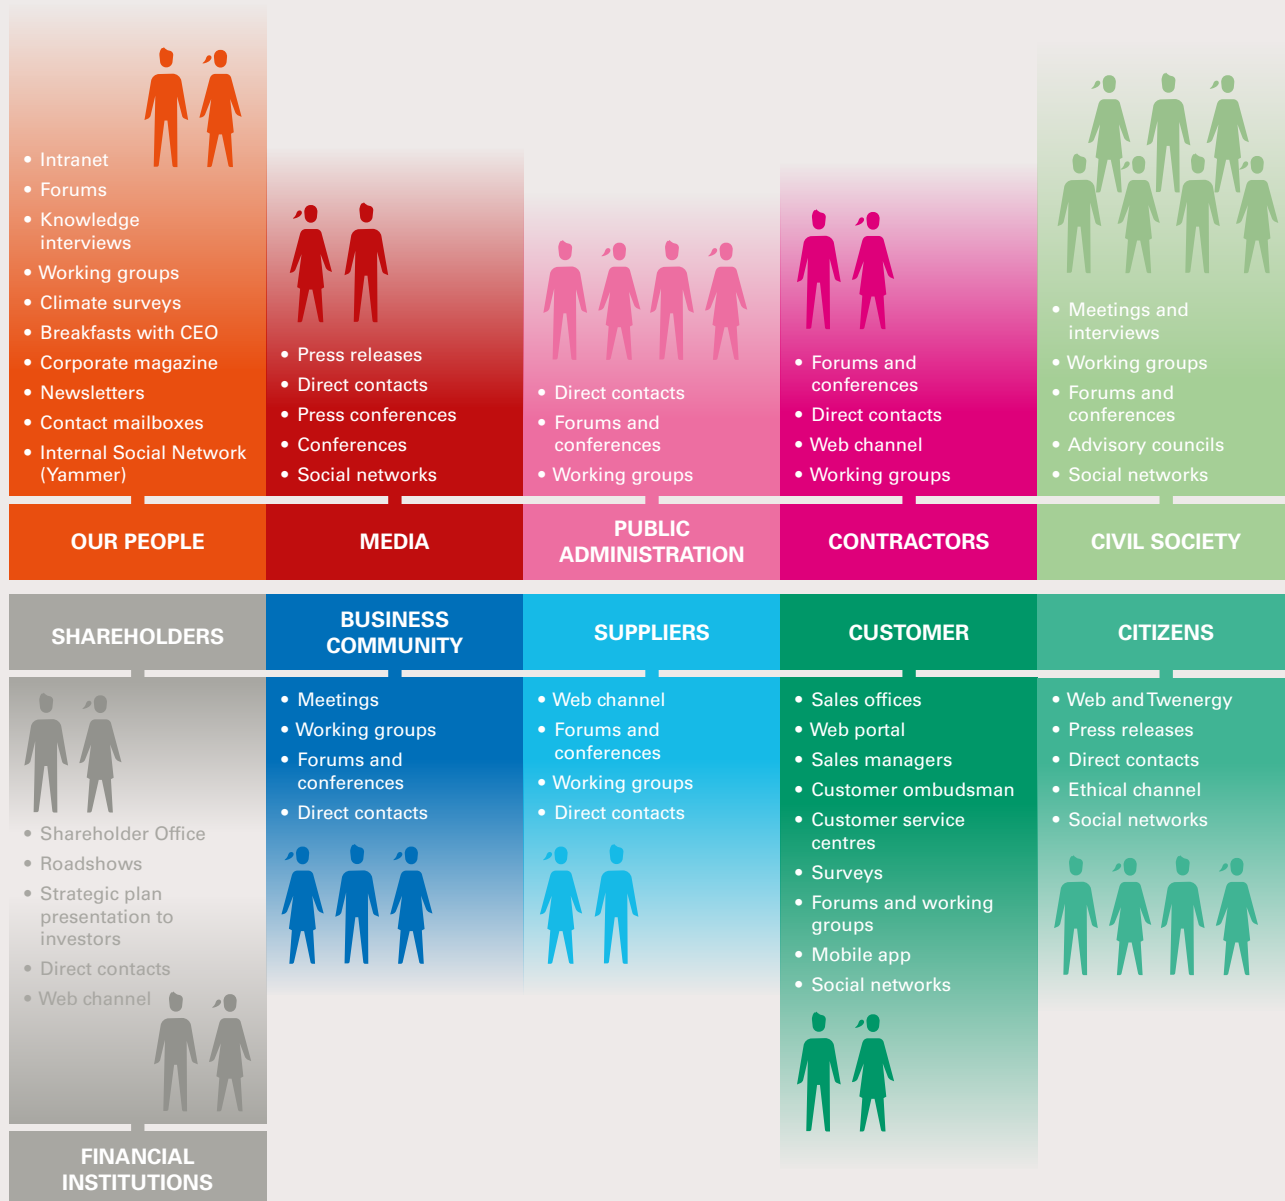 • Intranet
• Forums
• Knowledge
interviews
• Working groups
• Climate surveys
• Breakfasts with CEO
• Corporate magazine
• Newsletters
• Contact mailboxes
• Internal Social Network
(Yammer)
OUR PEOPLE
• Press releases
• Direct contacts
• Press conferences
• Conferences
• Social networks
MEDIA
• Direct contacts
• Forums and
conferences
• Working groups
PUBLIC
ADMINISTRATION
• Forums and
conferences
• Direct contacts
• Web channel
• Working groups
CONTRACTORS
• Meetings and
interviews
• Working groups
• Forums and
conferences
• Advisory councils
• Social networks
CIVIL SOCIETY
SHAREHOLDERS
• Shareholder Office
• Roadshows
• Strategic plan
presentation to
investors
• Direct contacts
• Web channel
FINANCIAL
INSTITUTIONS
BUSINESS
COMMUNITY
• Meetings
• Working groups
• Forums and
conferences
• Direct contacts
SUPPLIERS
• Web channel
• Forums and
conferences
• Working groups
• Direct contacts
CUSTOMER
• Sales offices
• Web portal
• Sales managers
• Customer ombudsman
• Customer service
centres
• Surveys
• Forums and working
groups
• Mobile app
• Social networks
CITIZENS
• Web and Twenergy
• Press releases
• Direct contacts
• Ethical channel
• Social networks